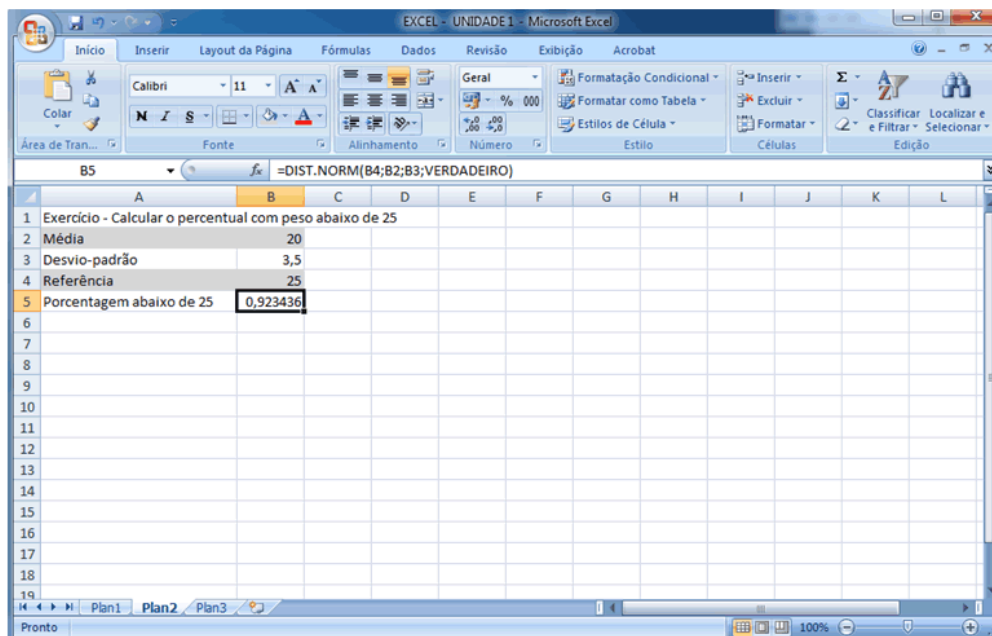 EXCEL - UNIDADE 1 - Microsoft Excel
Início Inserir Layout da Página Fórmulas Dados Revisão Exibição Acrobat
Colar
Calibri 11
N I S
Geral
% 000
Formatação Condicional
Formatar como Tabela
Estilos de Célula
Inserir
Excluir
Formatar
Σ
Classificar e Filtrar
Localizar e Selecionar
Área de Tran... Fonte Alinhamento Número Estilo Células Edição
B5 fx =DIST.NORM(B4;B2;B3;VERDADEIRO)
A B C D E F G H I J K L
1 Exercício - Calcular o percentual com peso abaixo de 25
2 Média 20
3 Desvio-padrão 3,5
4 Referência 25
5 Porcentagem abaixo de 25 0,923436
6
7
8
9
10
11
12
13
14
15
16
17
18
19
Plan1 Plan2 Plan3
Pronto 100%